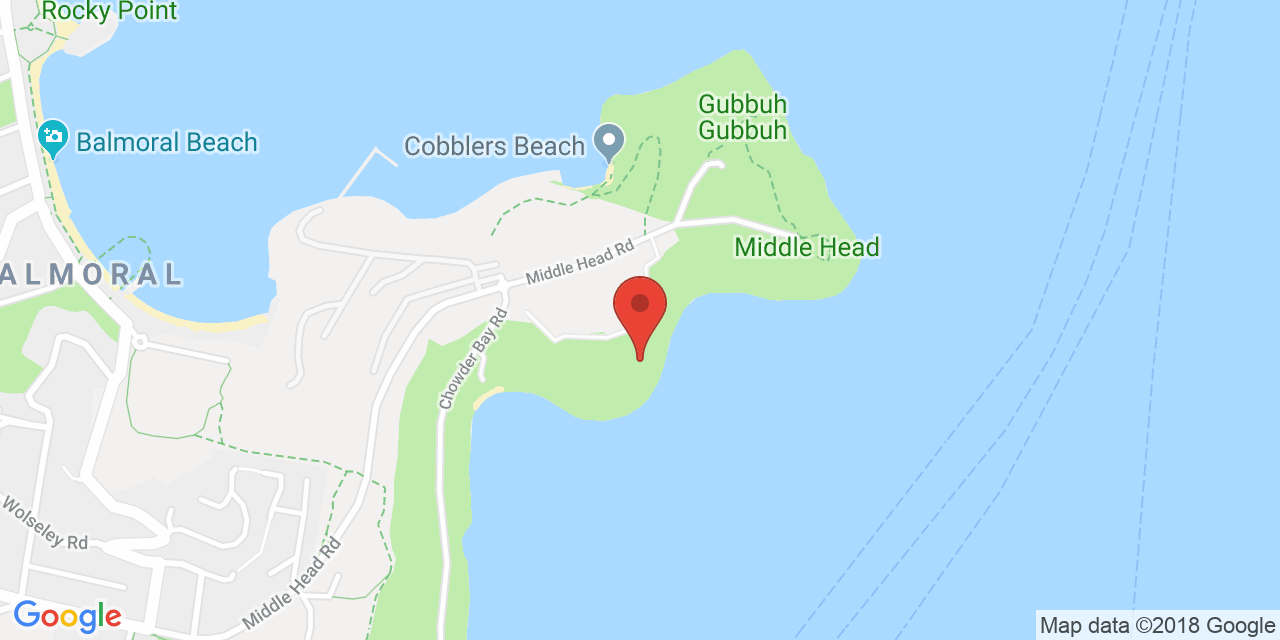 Rocky Point
Gubbuh
Gubbuh
Balmoral Beach
Cobblers Beach
Middle Head
Middle Head Rd
ALMORAL
Chowder Bay Rd
Wolseley Rd
Middle Head Rd
Google
Map data ©2018 Google